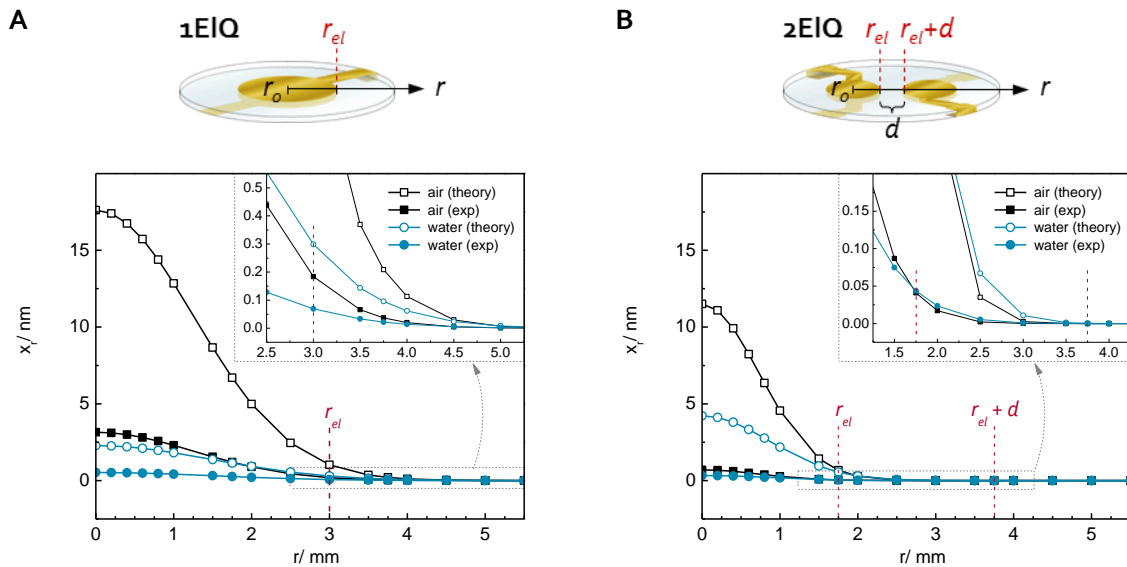 A
1ElQ
r_el
r_o
r
x_r/ nm
15
10
5
0
0
1
2
3
4
5
r/ mm
r_el
0.5
0.4
0.3
0.2
0.1
0.0
2.5
3.0
3.5
4.0
4.5
5.0
air (theory)
air (exp)
water (theory)
water (exp)
B
2ElQ
r_el r_el+d
r_o
r
d
x_r/ nm
15
10
5
0
0
1
2
3
4
5
r/ mm
r_el
r_el + d
0.15
0.10
0.05
0.00
1.5
2.0
2.5
3.0
3.5
4.0
air (theory)
air (exp)
water (theory)
water (exp)